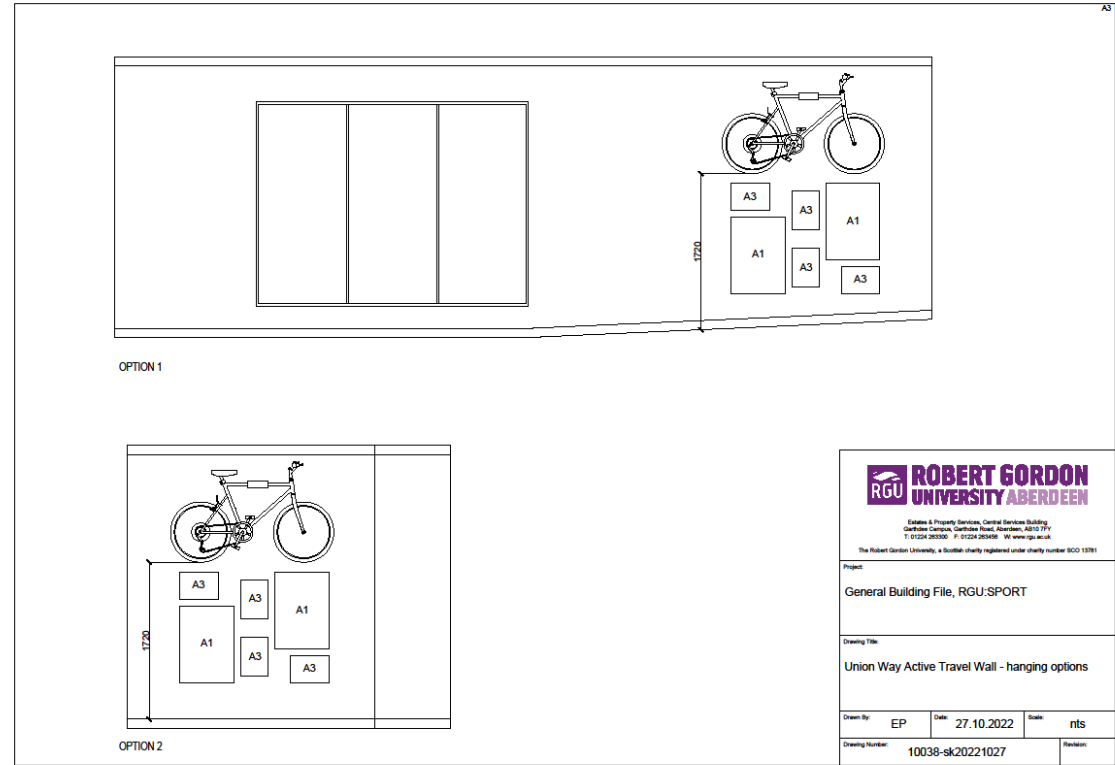 A3
A3
A3
A1
A1
A3
A3
1720
OPTION 1
A3
A3
A1
A1
A3
A3
1720
OPTION 2
RGU
ROBERT GORDON
UNIVERSITY ABERDEEN
Estates & Property Services, Central Services Building
Garthdee Campus, Garthdee Road, Aberdeen, AB10 7FY
T: 01224 263300 F: 01224 263456 W: www.rgu.ac.uk
The Robert Gordon University, a Scottish charity registered under charity number SCO 13781
Project:
General Building File, RGU:SPORT
Drawing Title:
Union Way Active Travel Wall - hanging options
Drawn By: EP Date: 27.10.2022 Scale: nts
Drawing Number: 10038-sk20221027 Revision: